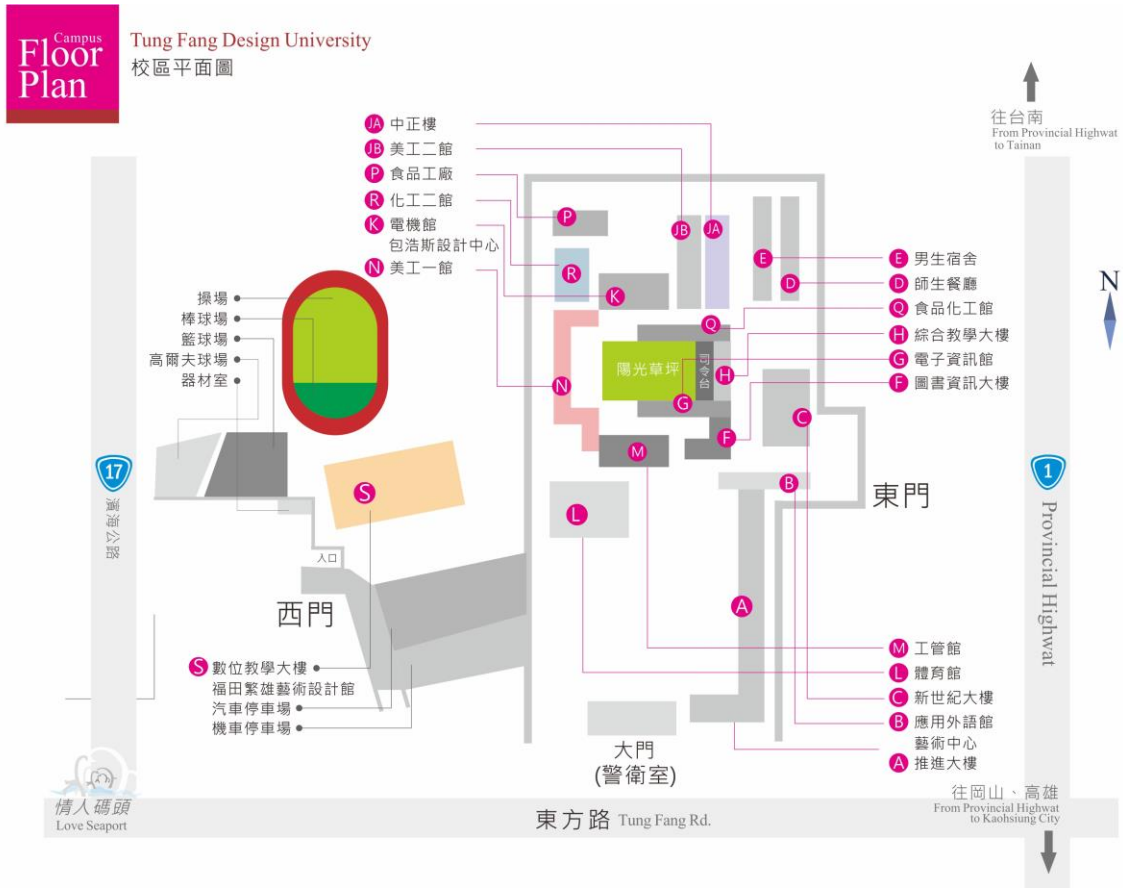 Campus
Floor
Plan
Tung Fang Design University
校區平面圖
往台南
From Provincial Highwat
to Tainan
JA 中正樓
JB 美工二館
P 食品工廠
R 化工二館
K 電機館
包浩斯設計中心
N 美工一館
操場
棒球場
籃球場
高爾夫球場
器材室
P
R
K
JB
JA
E
D
Q
N
陽光草坪
司令台
H
G
F
M
C
B
L
A
S
E 男生宿舍
D 師生餐廳
Q 食品化工館
H 綜合教學大樓
G 電子資訊館
F 圖書資訊大樓
N
17
濱海公路
1
Provincial Highwat
東門
入口
西門
S 數位教學大樓
福田繁雄藝術設計館
汽車停車場
機車停車場
M 工管館
L 體育館
C 新世紀大樓
B 應用外語館
藝術中心
A 推進大樓
大門
(警衛室)
情人碼頭
Love Seaport
東方路 Tung Fang Rd.
往岡山、高雄
From Provincial Highwat
to Kaohsiung City